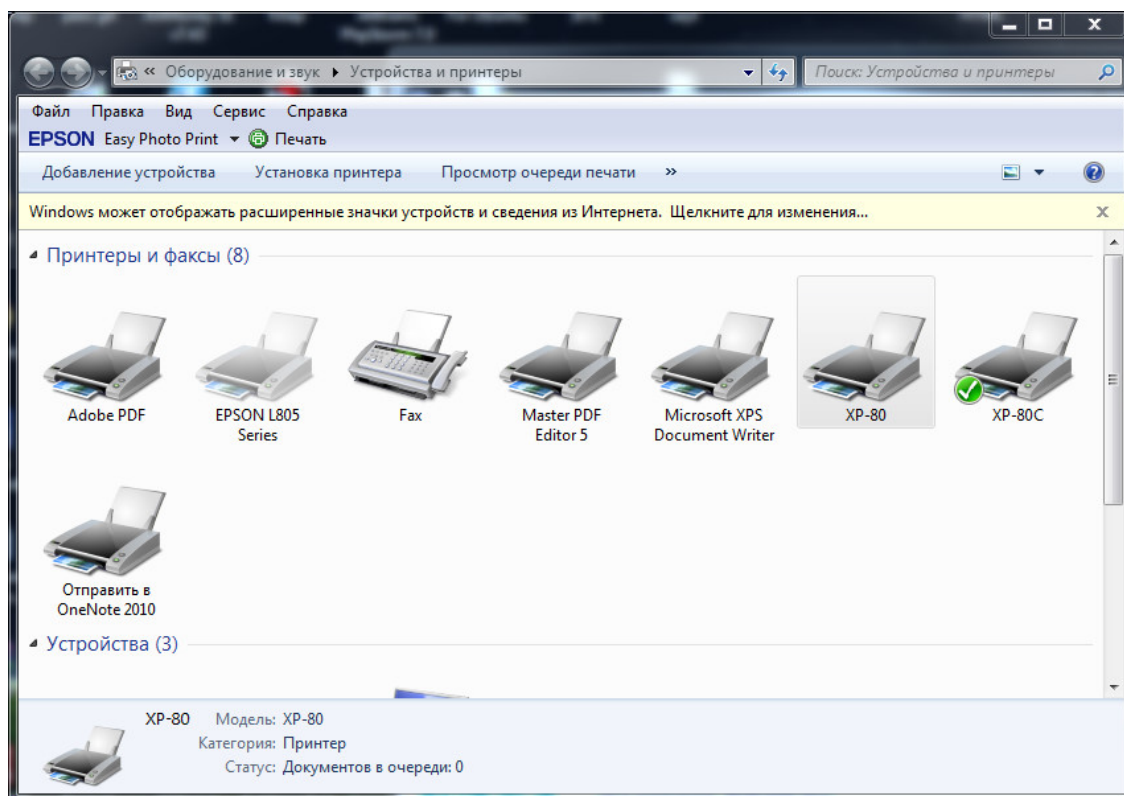 « Оборудование и звук ▸ Устройства и принтеры
Поиск: Устройства и принтеры
Файл Правка Вид Сервис Справка
EPSON Easy Photo Print Печать
Добавление устройства Установка принтера Просмотр очереди печати »
Windows может отображать расширенные значки устройств и сведения из Интернета. Щелкните для изменения...
Принтеры и факсы (8)
Adobe PDF
EPSON L805
Series
Fax
Master PDF
Editor 5
Microsoft XPS
Document Writer
XP-80
XP-80C
Отправить в
OneNote 2010
Устройства (3)
XP-80 Модель: XP-80
Категория: Принтер
Статус: Документов в очереди: 0